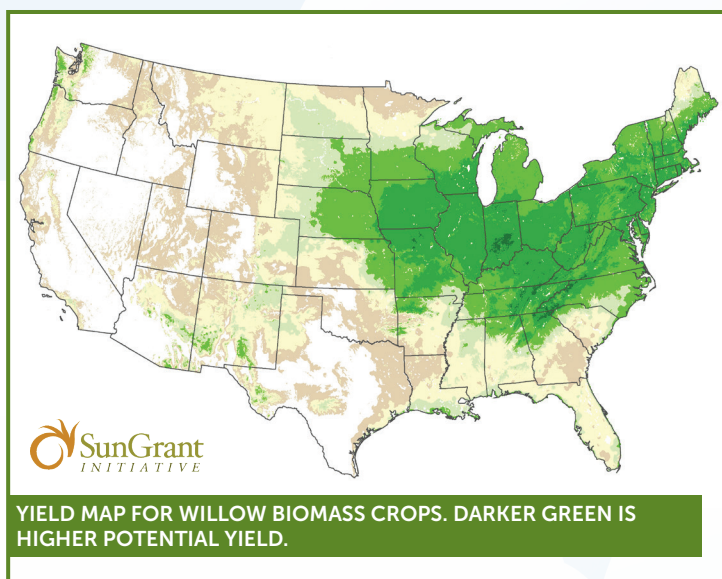 SunGrant
INITIATIVE
YIELD MAP FOR WILLOW BIOMASS CROPS. DARKER GREEN IS
HIGHER POTENTIAL YIELD.